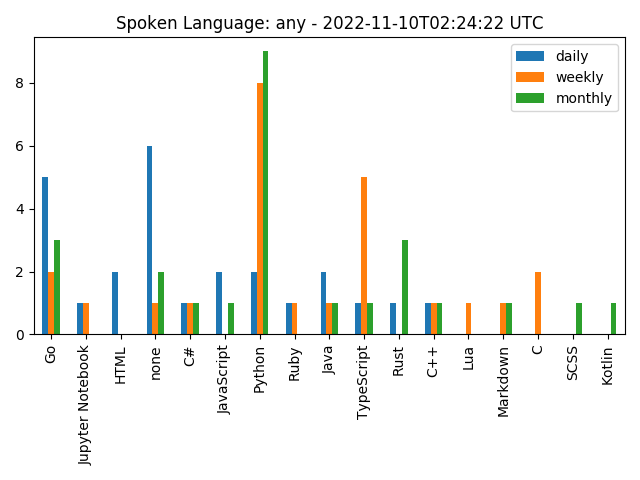 Spoken Language: any - 2022-11-10T02:24:22 UTC
daily
weekly
monthly
8
6
4
2
0
Go
Jupyter Notebook
HTML
none
C#
JavaScript
Python
Ruby
Java
TypeScript
Rust
C++
Lua
Markdown
C
SCSS
Kotlin